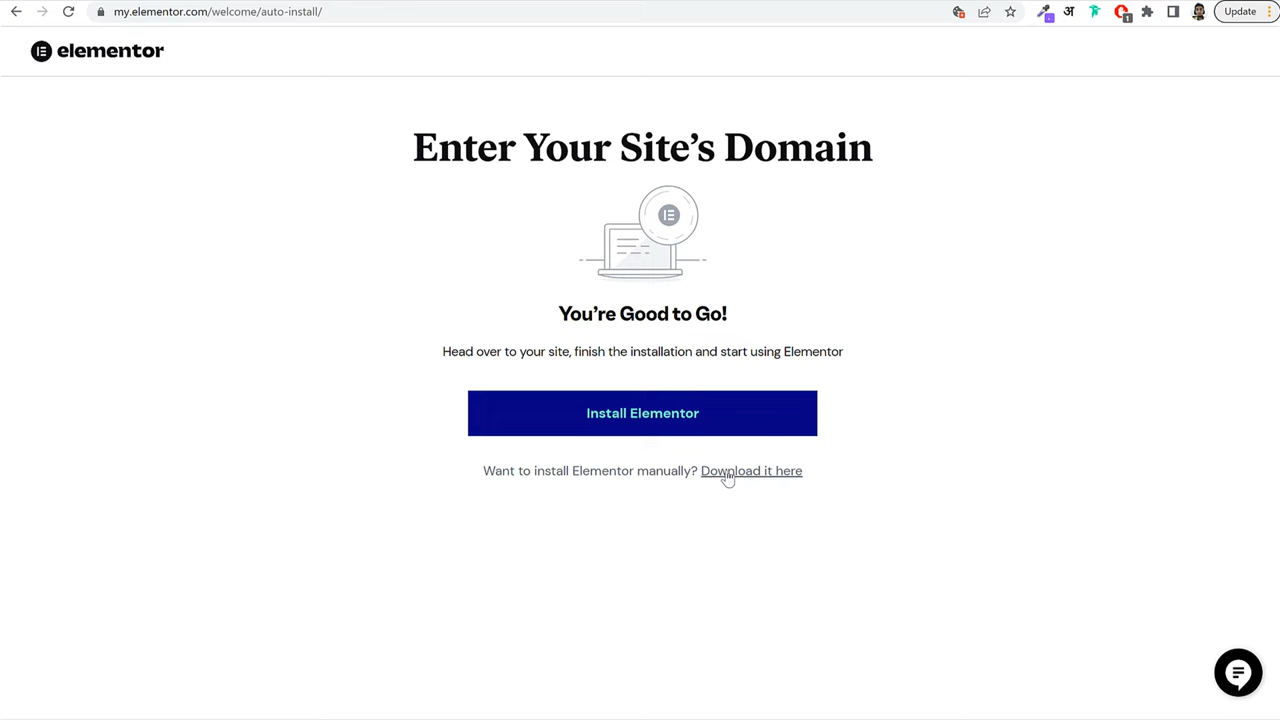 my.elementor.com/welcome/auto-install/
अ
1
Update
elementor
Enter Your Site’s Domain
You’re Good to Go!
Head over to your site, finish the installation and start using Elementor
Install Elementor
Want to install Elementor manually? Download it here